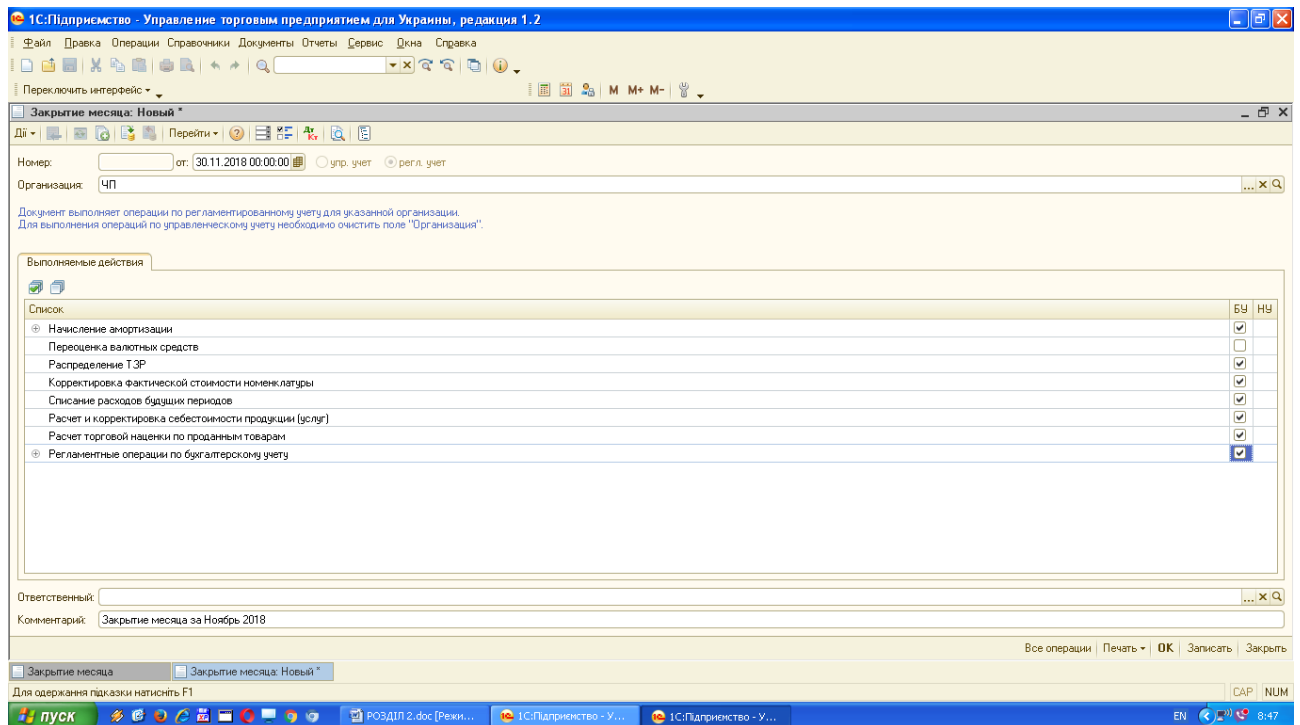 1С:Підприємство - Управление торговым предприятием для Украины, редакция 1.2
Файл Правка Операции Справочники Документы Отчеты Сервис Окна Справка
M M+ M-
Переключить интерфейс
Закрытие месяца: Новый *
Дії Перейти
Номер: от: 30.11.2018 00:00:00 упр. учет регл. учет
Организация: ЧП
Документ выполняет операции по регламентированному учету для указанной организации.
Для выполнения операций по управленческому учету необходимо очистить поле "Организация".
Выполняемые действия
Список БУ НУ
Начисление амортизации
Переоценка валютных средств
Распределение ТЗР
Корректировка фактической стоимости номенклатуры
Списание расходов будущих периодов
Расчет и корректировка себестоимости продукции (услуг)
Расчет торговой наценки по проданным товарам
Регламентные операции по бухгалтерскому учету
Ответственный:
Комментарий: Закрытие месяца за Ноябрь 2018
Все операции Печать OK Записать Закрыть
Закрытие месяца Закрытие месяца: Новый *
Для одержання підказки натисніть F1 CAP NUM
пуск РОЗДІЛ 2.doc [Режи... 1С:Підприємство - У... 1С:Підприємство - У... EN 8:47